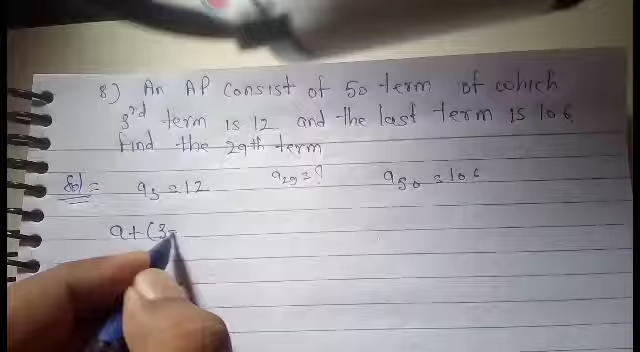 8) An AP consist of 50 term of which
3rd term is 12 and the last term is 106.
Find the 29th term
Sol = a3 = 12 a29 = ? a50 = 106
a + (3-